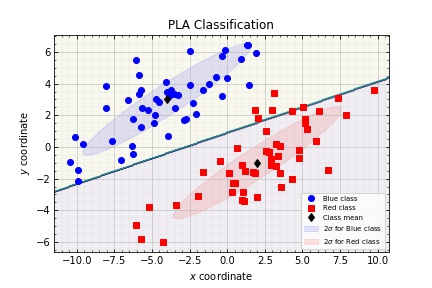 PLA Classification
y coordinate
6
4
2
0
−2
−4
−6
−10.0 −7.5 −5.0 −2.5 0.0 2.5 5.0 7.5 10.0
x coordinate
Blue class
Red class
Class mean
2σ for Blue class
2σ for Red class